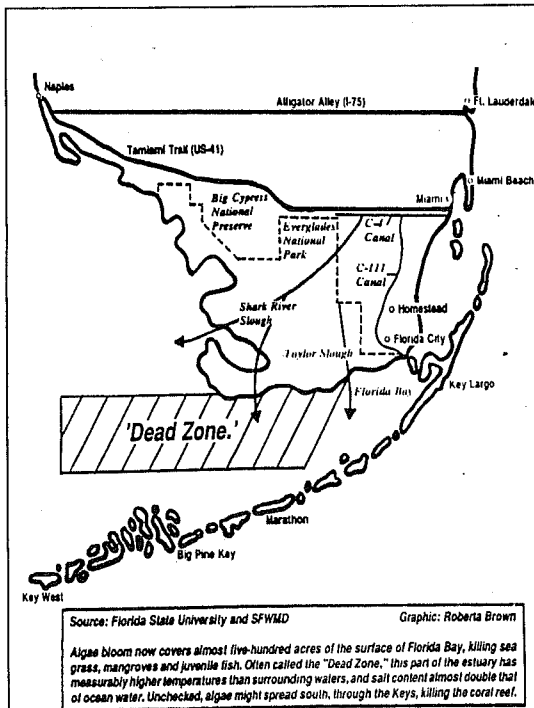 Naples
Alligator Alley (I-75)
Ft. Lauderdale
Tamiami Trail (US-41)
Miami Beach
Big Cypress
National
Preserve
Miami
Everglades
National
Park
C-4
Canal
C-111
Canal
Shark River
Slough
Homestead
Florida City
Taylor Slough
Florida Bay
Key Largo
'Dead Zone.'
Marathon
Big Pine Key
Key West
Source: Florida State University and SFWMD
Graphic: Roberta Brown
Algae bloom now covers almost five-hundred acres of the surface of Florida Bay, killing sea
grass, mangroves and juvenile fish. Often called the "Dead Zone," this part of the estuary has
measurably higher temperatures than surrounding waters, and salt content almost double that
of ocean water. Unchecked, algae might spread south, through the Keys, killing the coral reef.